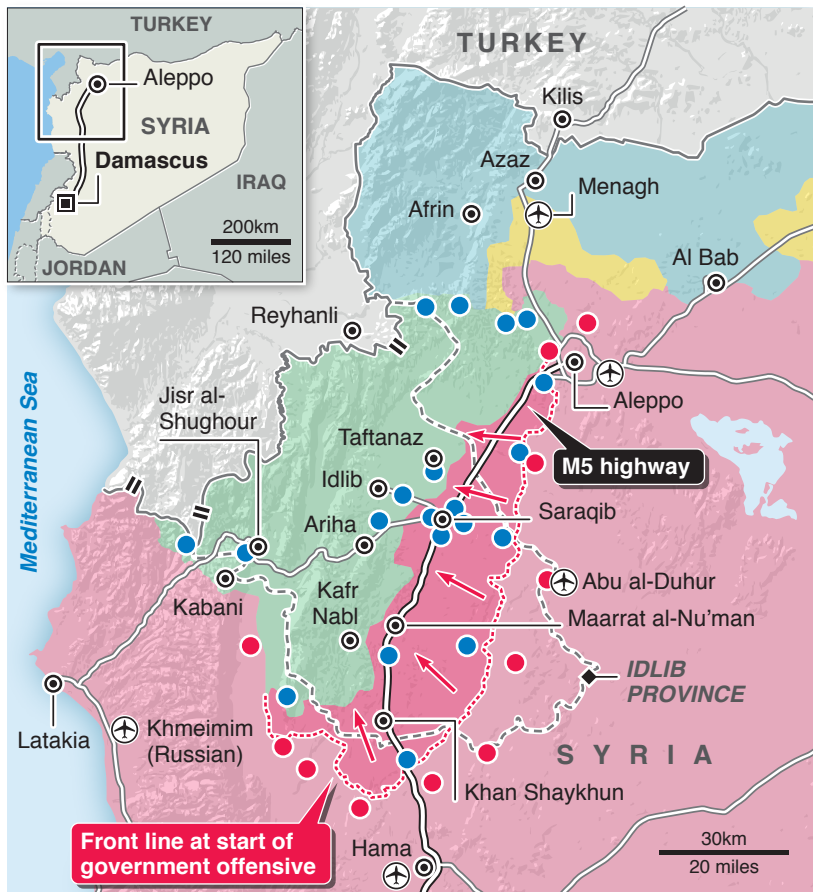 TURKEY
Aleppo
SYRIA
Damascus
IRAQ
200km
120 miles
JORDAN
TURKEY
Kilis
Azaz
Menagh
Afrin
Al Bab
Reyhanli
Mediterranean Sea
Jisr al-
Shughour
Aleppo
Taftanaz
M5 highway
Idlib
Saraqib
Ariha
Abu al-Duhur
Kabani
Kafr
Nabl
Maarrat al-Nu’man
IDLIB
PROVINCE
Latakia
Khmeimim
(Russian)
SYRIA
Khan Shaykhun
Front line at start of
government offensive
Hama
30km
20 miles